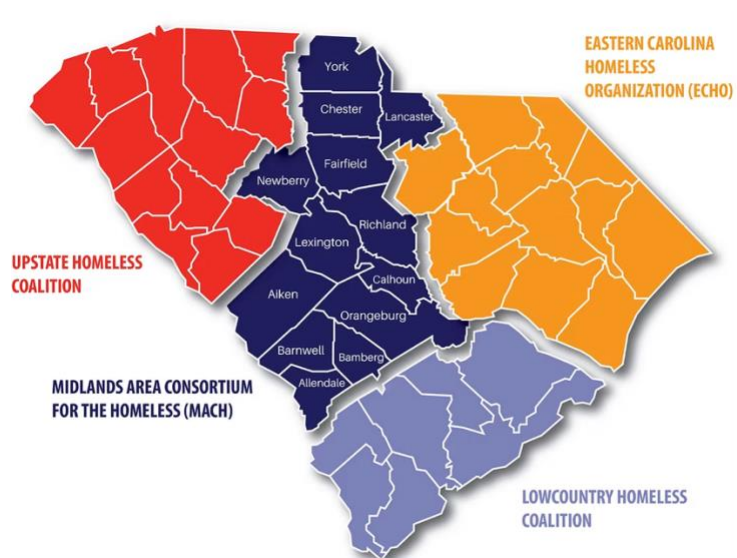 EASTERN CAROLINA
HOMELESS
ORGANIZATION (ECHO)
York
Chester
Lancaster
Fairfield
Newberry
Richland
Lexington
Calhoun
Aiken
Orangeburg
Barnwell
Bamberg
Allendale
UPSTATE HOMELESS
COALITION
MIDLANDS AREA CONSORTIUM
FOR THE HOMELESS (MACH)
LOWCOUNTRY HOMELESS
COALITION